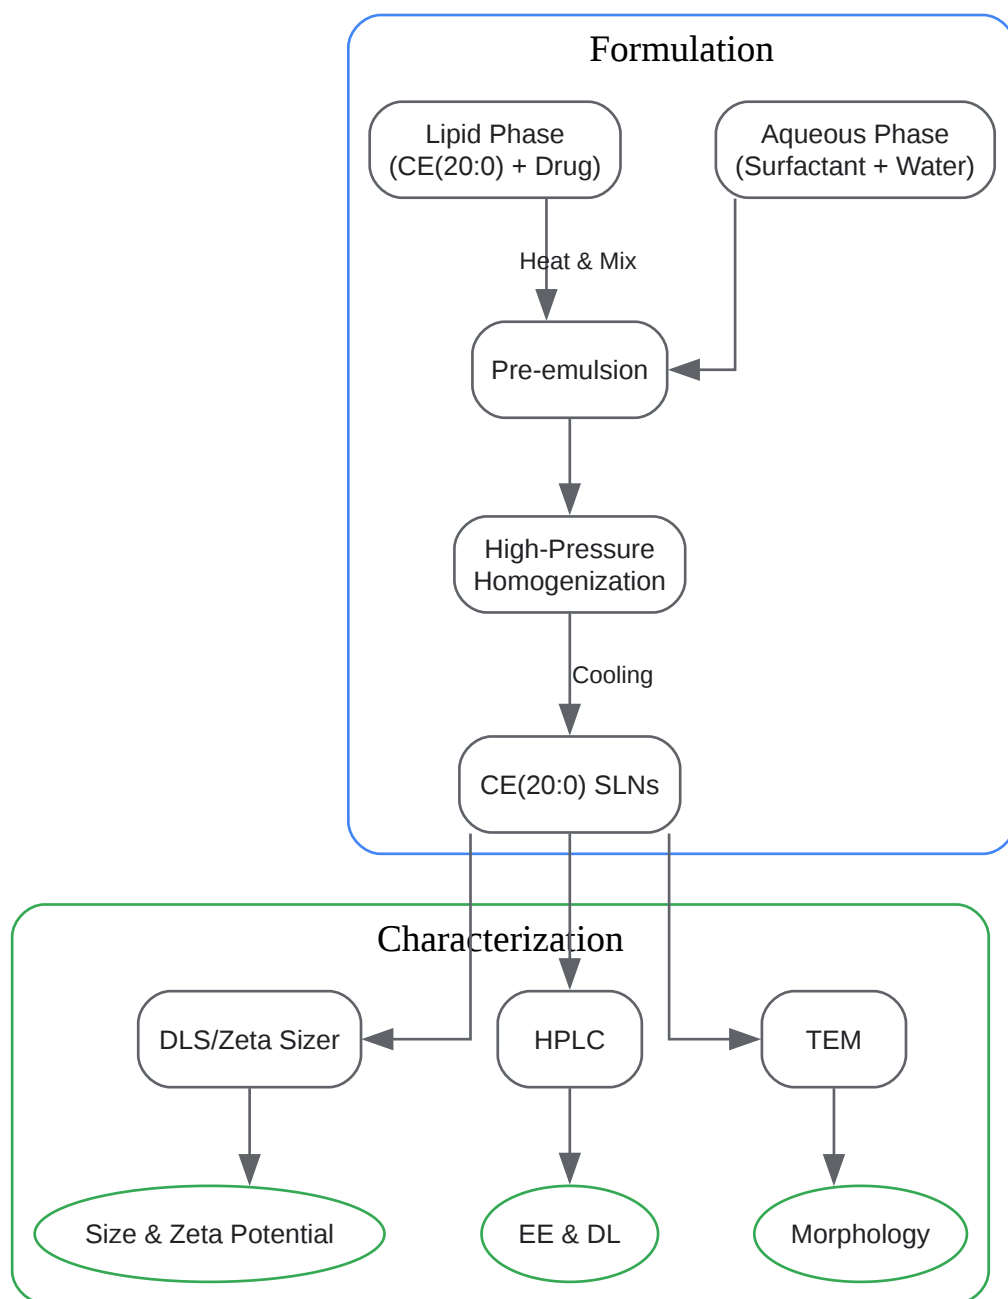 Formulation
Lipid Phase
(CE(20:0) + Drug)
Aqueous Phase
(Surfactant + Water)
Heat & Mix
Pre-emulsion
High-Pressure
Homogenization
Cooling
CE(20:0) SLNs
Characterization
DLS/Zeta Sizer
HPLC
TEM
Size & Zeta Potential
EE & DL
Morphology